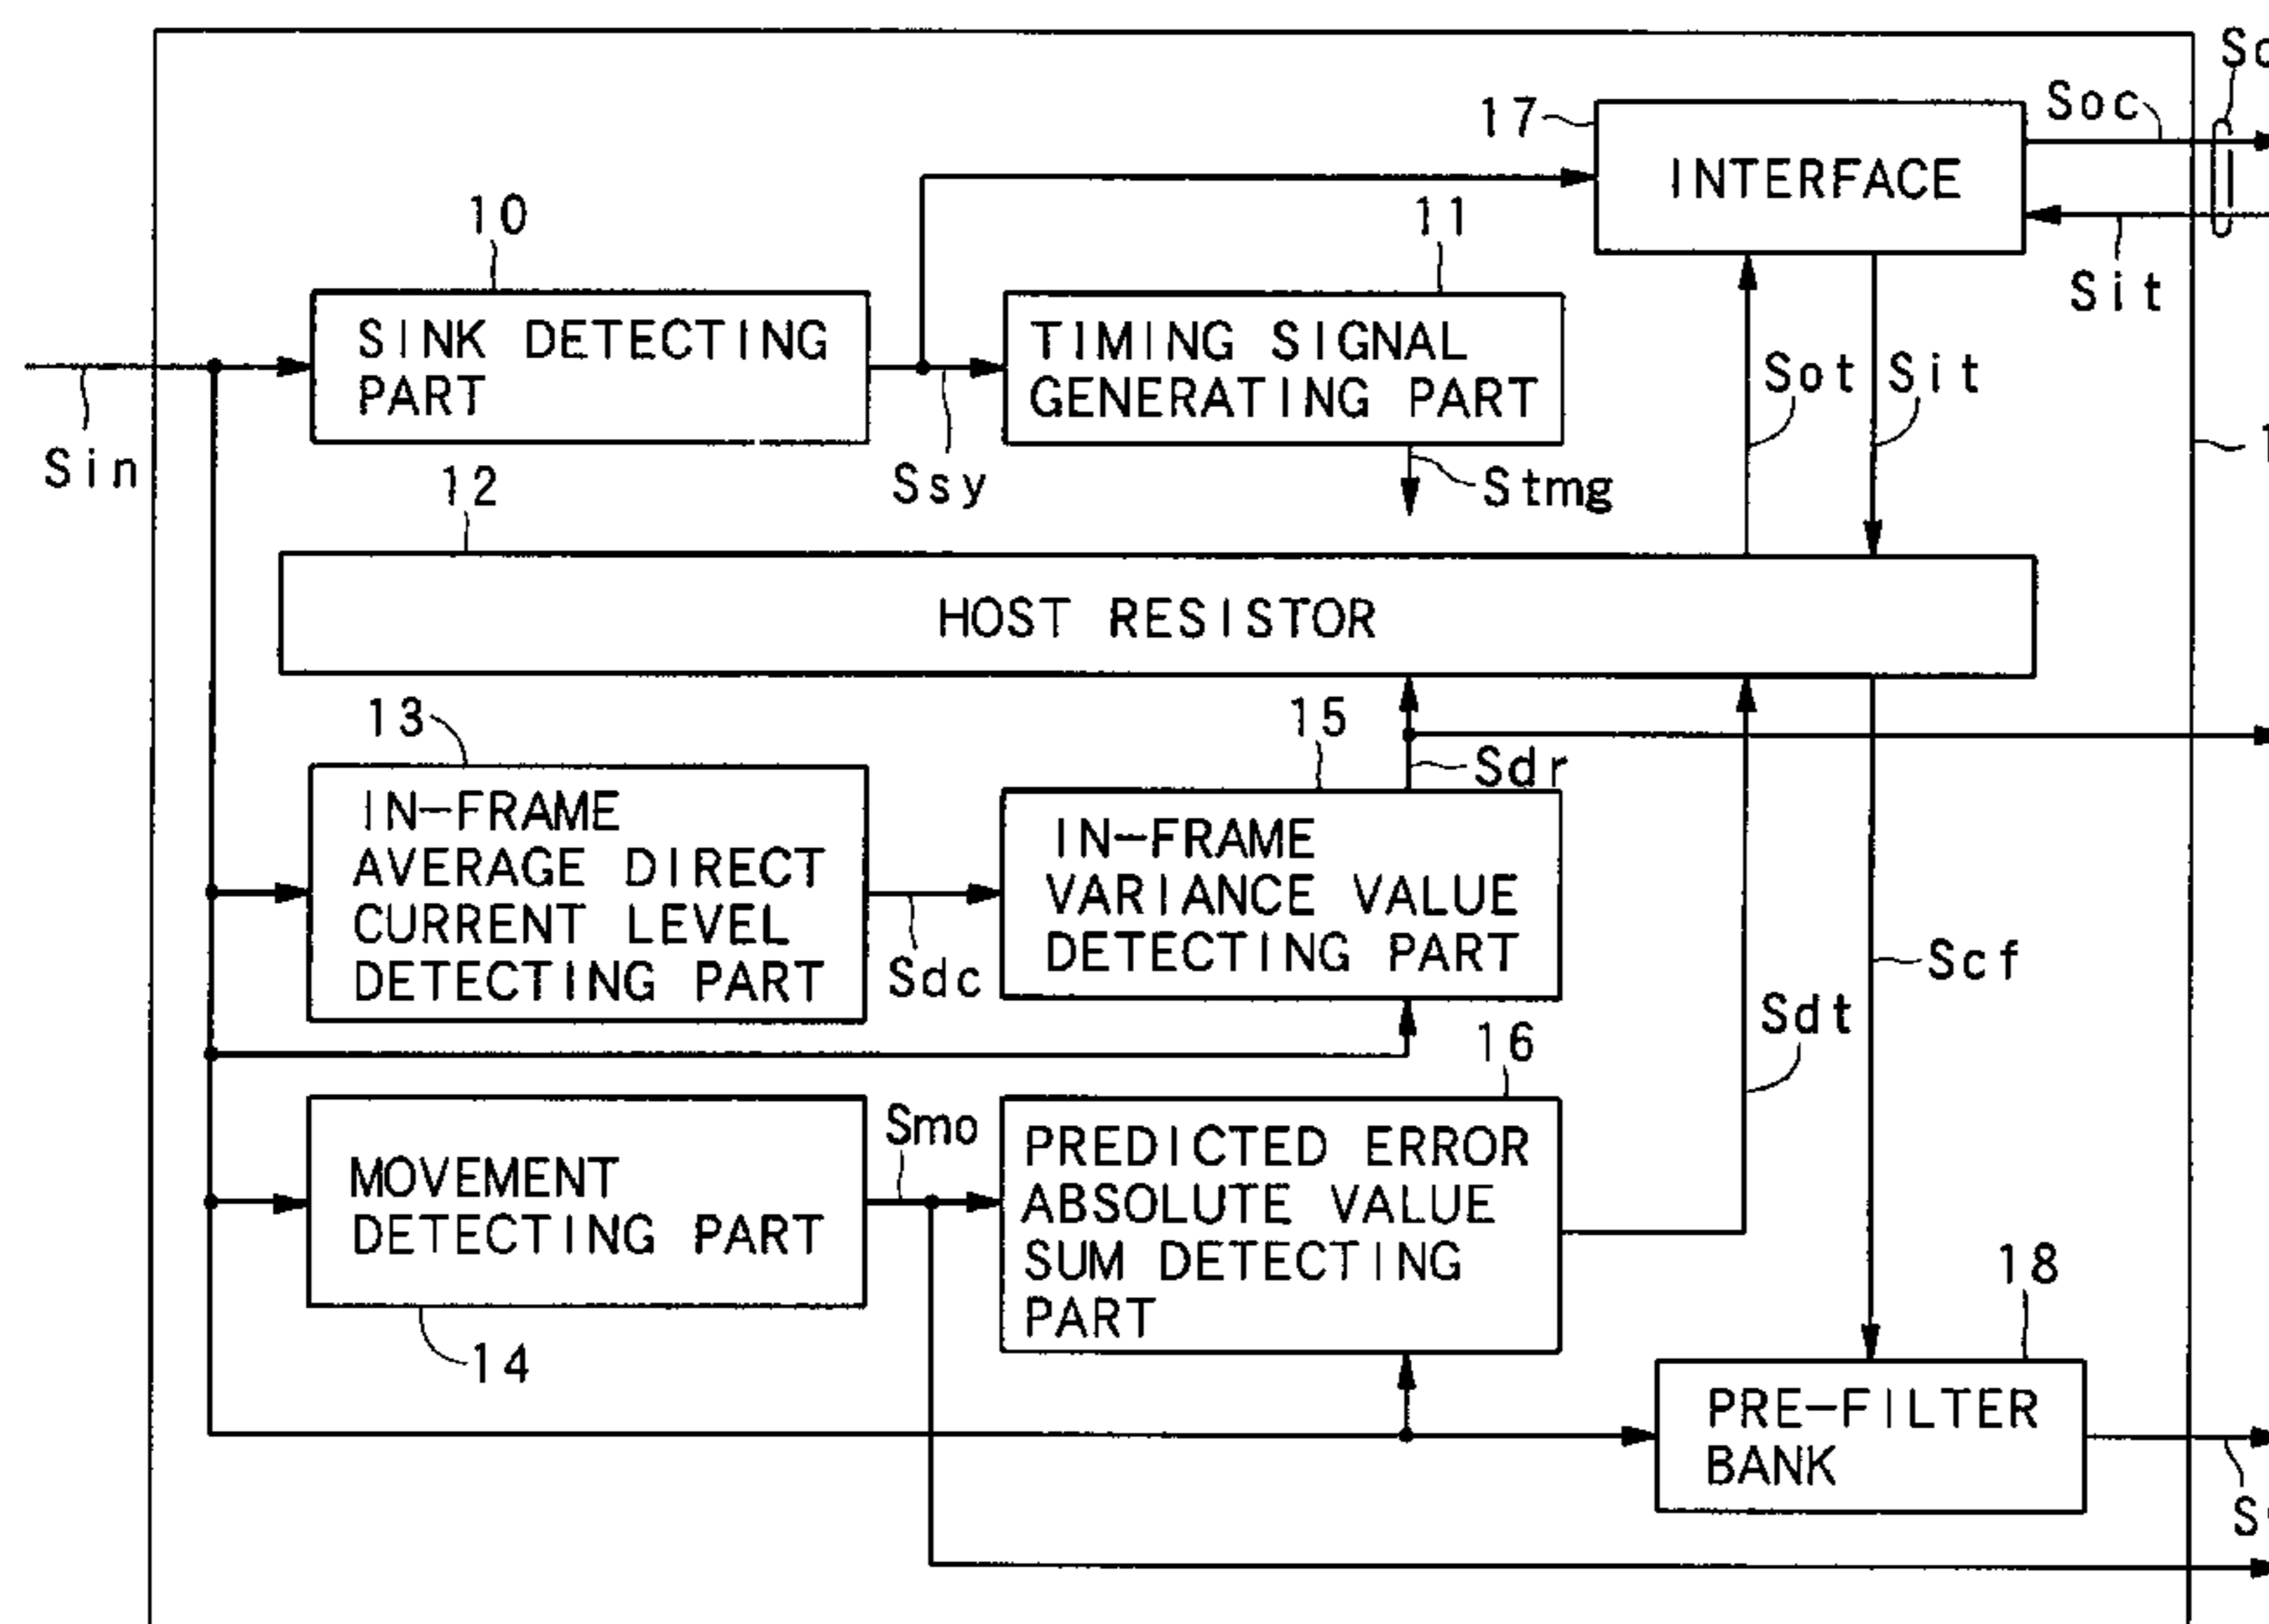 Soc
17
INTERFACE
10
11
Sit
SINK DETECTING
PART
TIMING SIGNAL
GENERATING PART
Sot
Sit
Sin
12
Ssy
Stmg
HOST RESISTOR
13
15
Sdr
IN-FRAME
AVERAGE DIRECT
CURRENT LEVEL
DETECTING PART
IN-FRAME
VARIANCE VALUE
DETECTING PART
Sdc
Scf
Sdt
16
Smo
MOVEMENT
DETECTING PART
PREDICTED ERROR
ABSOLUTE VALUE
SUM DETECTING
PART
14
18
PRE-FILTER
BANK